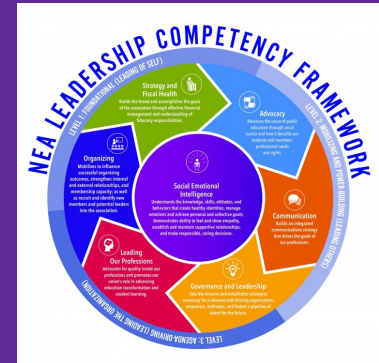 NEA LEADERSHIP COMPETENCY FRAMEWORK
LEVEL 1: FOUNDATIONAL (LEADING OF SELF)
LEVEL 2: MOBILIZING AND POWER-BUILDING (LEADING OTHERS)
LEVEL 3: AGENDA-DRIVING (LEADING THE ORGANIZATION)
Strategy and
Fiscal Health
Builds the brand and accomplishes the goals
of the association through effective financial
management and understanding of
fiduciary responsibilities.
Advocacy
Advances the cause of public
education through social
justice and how it benefits our
students and members'
professional needs
and rights.
Communication
Builds an integrated
communications strategy
that drives the goals of
our professions.
Governance and Leadership
Sets the mission and establishes strategies
necessary for a relevant and thriving organization;
empowers, motivates, and fosters a pipeline of
talent for the future.
Leading
Our Professions
Advocates for quality inside our
professions and promotes our
union's role in advancing
education transformation and
student learning.
Organizing
Mobilizes to influence
successful organizing
outcomes, strengthen internal
and external relationships, and
membership capacity; as well
as recruit and identify new
members and potential leaders
into the association.
Social Emotional
Intelligence
Understands the knowledge, skills, attitudes, and
behaviors that create healthy identities, manage
emotions and achieve personal and collective goals;
demonstrates ability to feel and show empathy,
establish and maintain supportive relationships,
and make responsible, caring decisions.